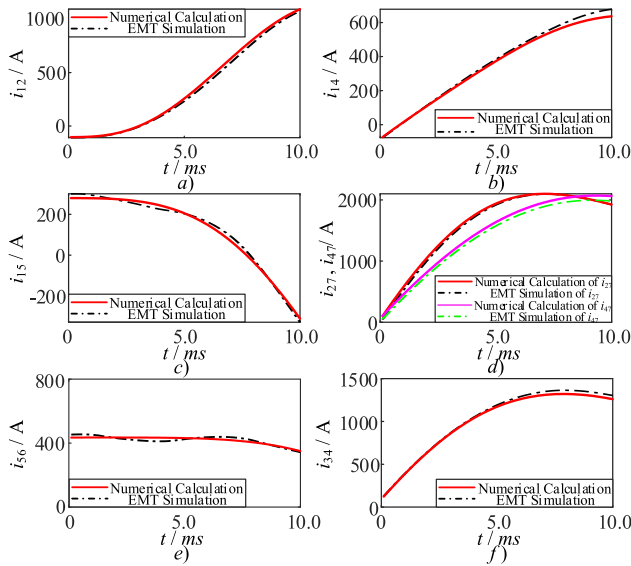 1000
500
0
i12 / A
Numerical Calculation
EMT Simulation
0
5.0
10.0
t / ms
a)
600
400
200
0
i14 / A
Numerical Calculation
EMT Simulation
0
5.0
10.0
t / ms
b)
200
0
-200
i15 / A
Numerical Calculation
EMT Simulation
0
5.0
10.0
t / ms
c)
2000
1000
0
i27 , i47/ A
Numerical Calculation of i27
EMT Simulation of i27
Numerical Calculation of i47
EMT Simulation of i47
0
5.0
10.0
t / ms
d)
800
400
0
i56 / A
Numerical Calculation
EMT Simulation
0
5.0
10.0
t / ms
e)
1500
1000
500
0
i34 / A
Numerical Calculation
EMT Simulation
0
5.0
10.0
t / ms
f)